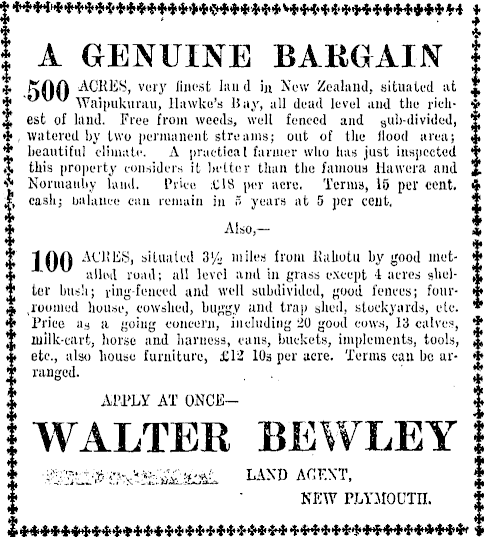 A GENUINE BARGAIN
500 ACRES, very finest land in New Zealand, situated at
Waipukurau, Hawke's Bay, all dead level and the rich-
est of land. Free from weeds, well fenced and sub-divided,
watered by two permanent streams; out of the flood area;
beautiful climate. A practical farmer who has just inspected
this property considers it better than the famous Hawera and
Normanby land. Price £18 per acre. Terms, 15 per cent.
cash; balance can remain in 5 years at 5 per cent.
Also,—
100 ACRES, situated 3½ miles from Rahotu by good met-
alled road; all level and in grass except 4 acres shel-
ter bush; ring-fenced and well subdivided, good fences; four-
roomed house, cowshed, buggy and trap shed, stockyards, etc.
Price as a going concern, including 20 good cows, 13 calves,
milk-cart, horse and harness, cans, buckets, implements, tools,
etc., also house furniture, £12 10s per acre. Terms can be ar-
ranged.
APPLY AT ONCE—
WALTER BEWLEY
LAND AGENT,
NEW PLYMOUTH.